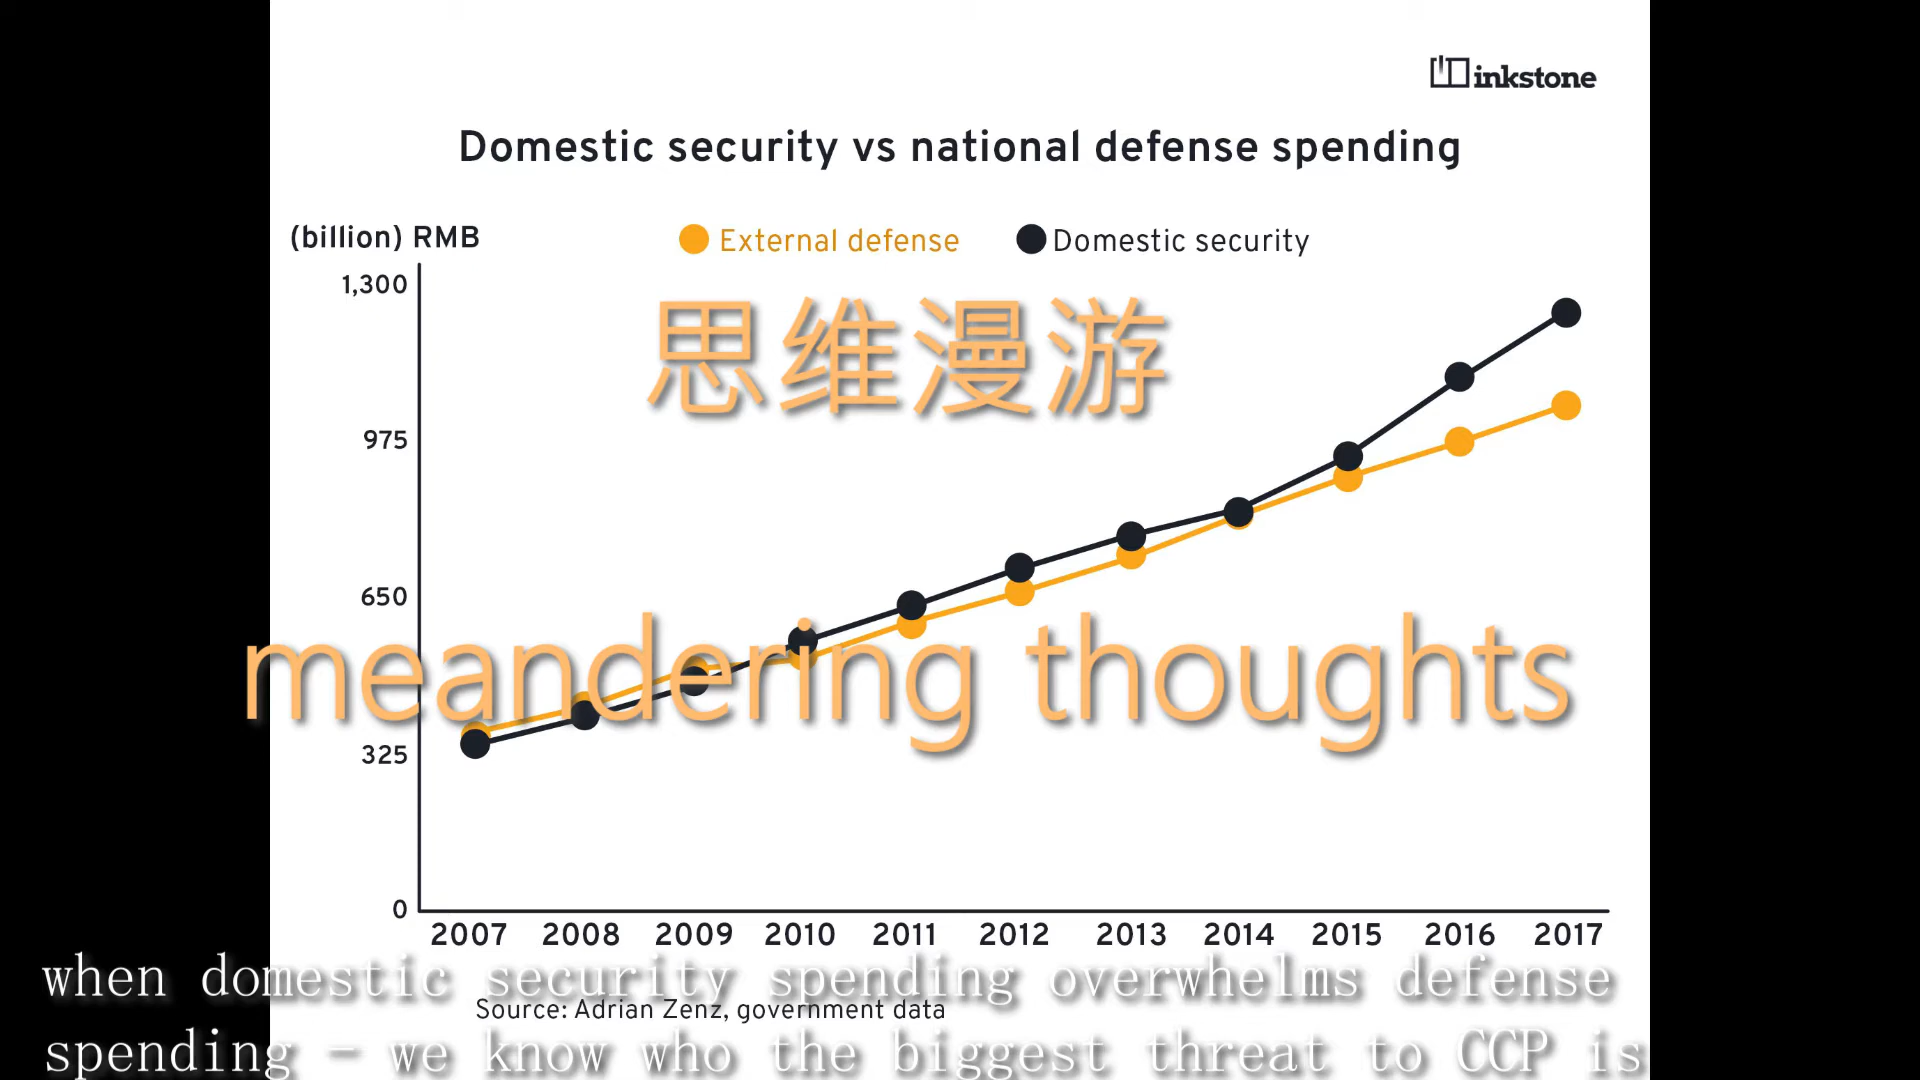 inkstone
Domestic security vs national defense spending
(billion) RMB
External defense
Domestic security
1,300
思维漫游
975
650
meandering thoughts
325
0
2007 2008 2009 2010 2011 2012 2013 2014 2015 2016 2017
when domestic security spending overwhelms defense
Source: Adrian Zenz, government data
spending - we know who the biggest threat to CCP is